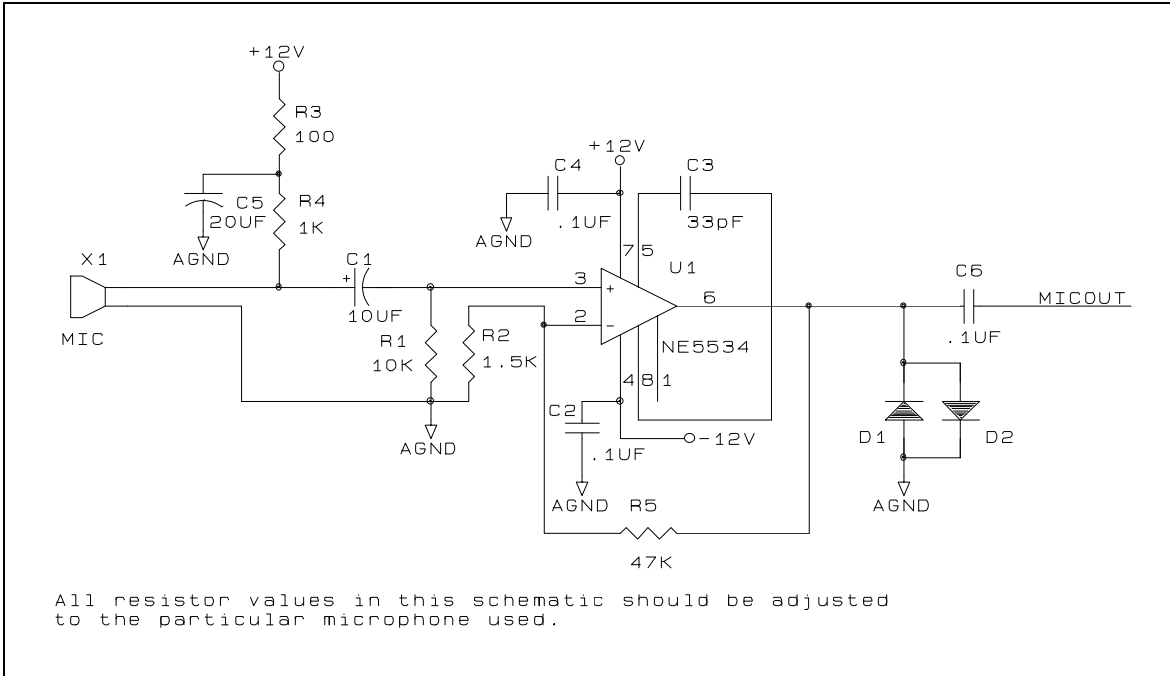 +12V
R3
100
C5
20UF
AGND
R4
1K
X1
MIC
C1
+
10UF
R1
10K
AGND
R2
1.5K
C4
.1UF
AGND
+12V
C3
33pF
7 5
U1
3
+
2
-
6
NE5534
4 8 1
C2
.1UF
-12V
AGND
R5
47K
C6
.1UF
MICOUT
D1
D2
AGND
All resistor values in this schematic should be adjusted
to the particular microphone used.